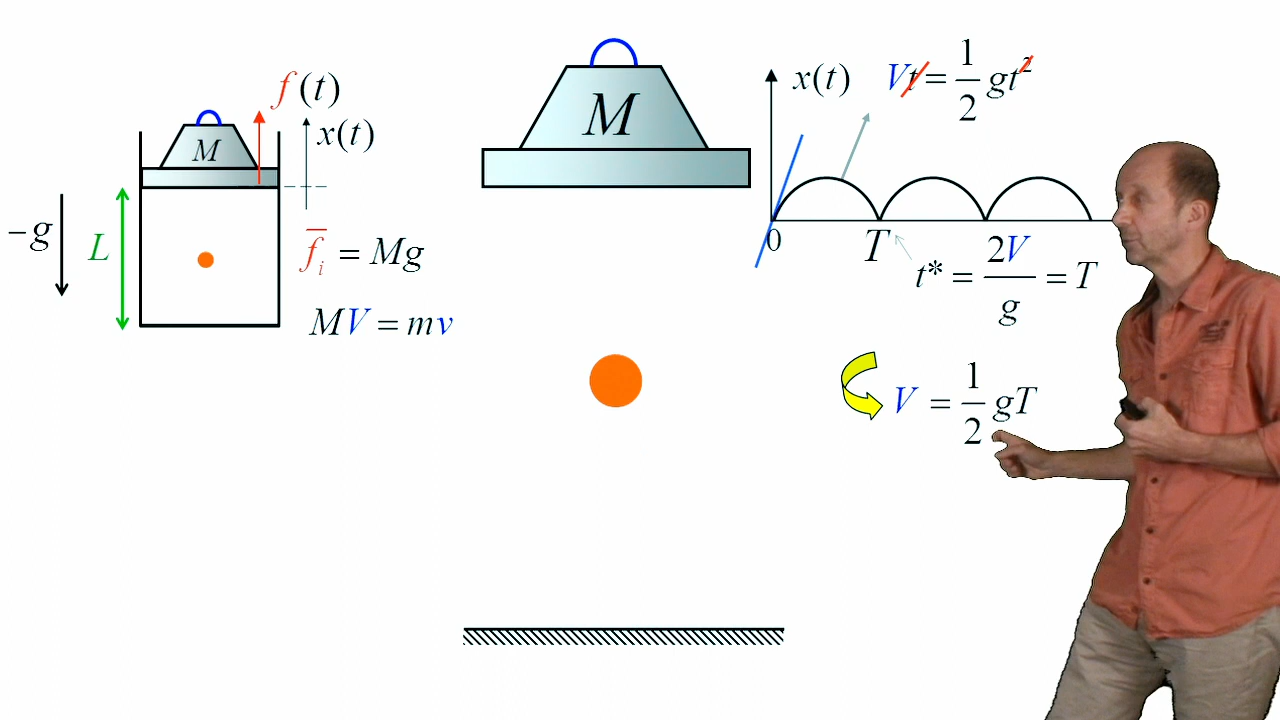 f(t)
M
x(t)
−g
L
f̅ᵢ = Mg
MV = mv
M
x(t)
Vt = 1/2 gt²
0
T
t* = 2V/g = T
V = 1/2 gT